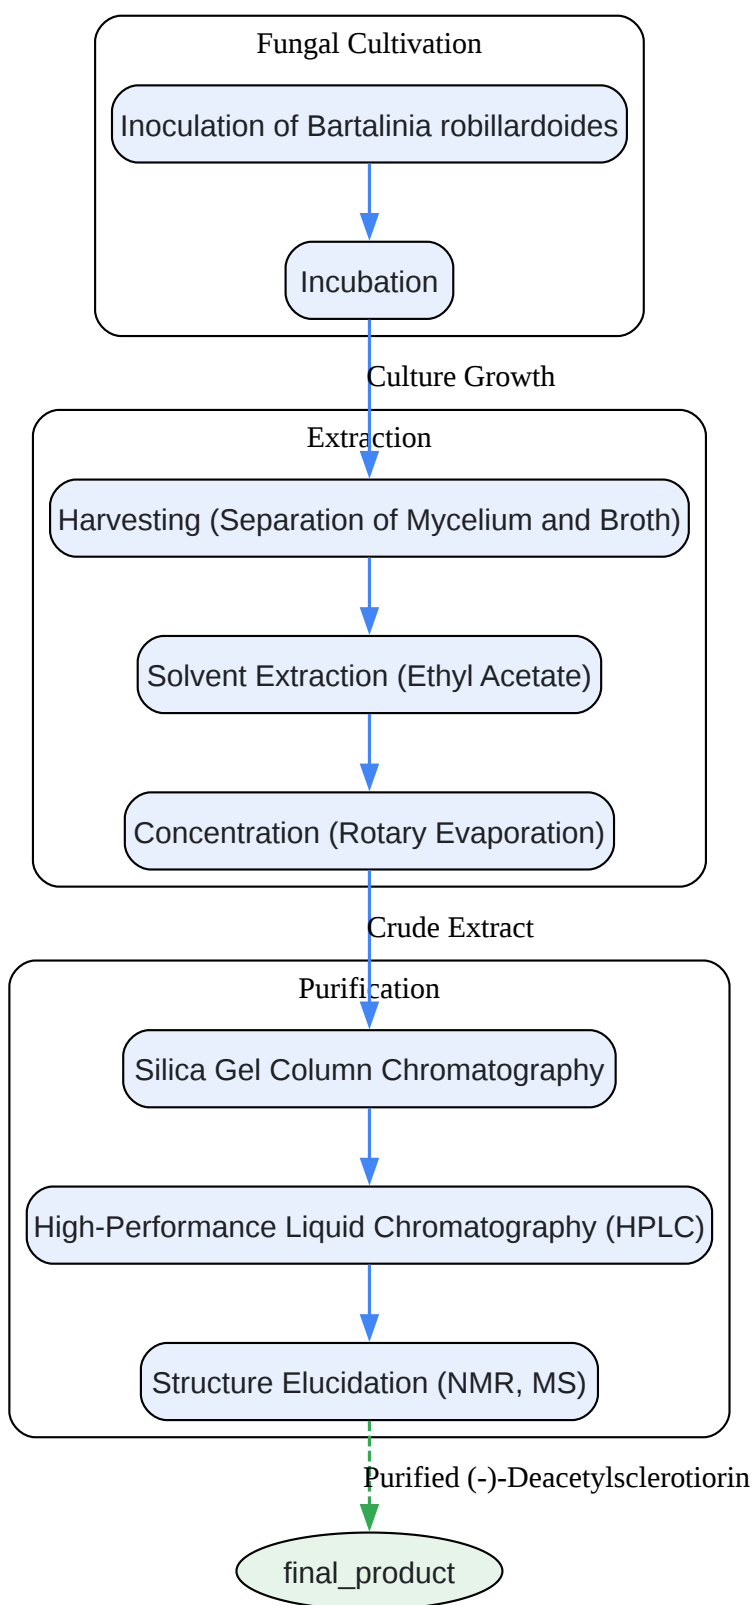 Fungal Cultivation
Inoculation of Bartalinia robillardoides
Incubation
Culture Growth
Extraction
Harvesting (Separation of Mycelium and Broth)
Solvent Extraction (Ethyl Acetate)
Concentration (Rotary Evaporation)
Crude Extract
Purification
Silica Gel Column Chromatography
High-Performance Liquid Chromatography (HPLC)
Structure Elucidation (NMR, MS)
Purified (-)-Deacetylsclerotiorin
final_product